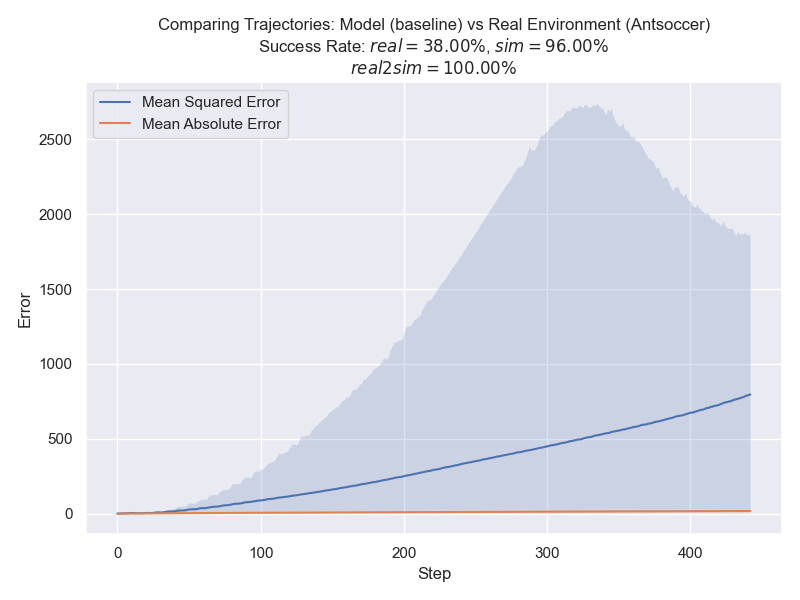 Comparing Trajectories: Model (baseline) vs Real Environment (Antsoccer)
Success Rate: real = 38.00%, sim = 96.00%
real2sim = 100.00%
Mean Squared Error
Mean Absolute Error
2500
2000
1500
1000
500
0
Error
0 100 200 300 400
Step